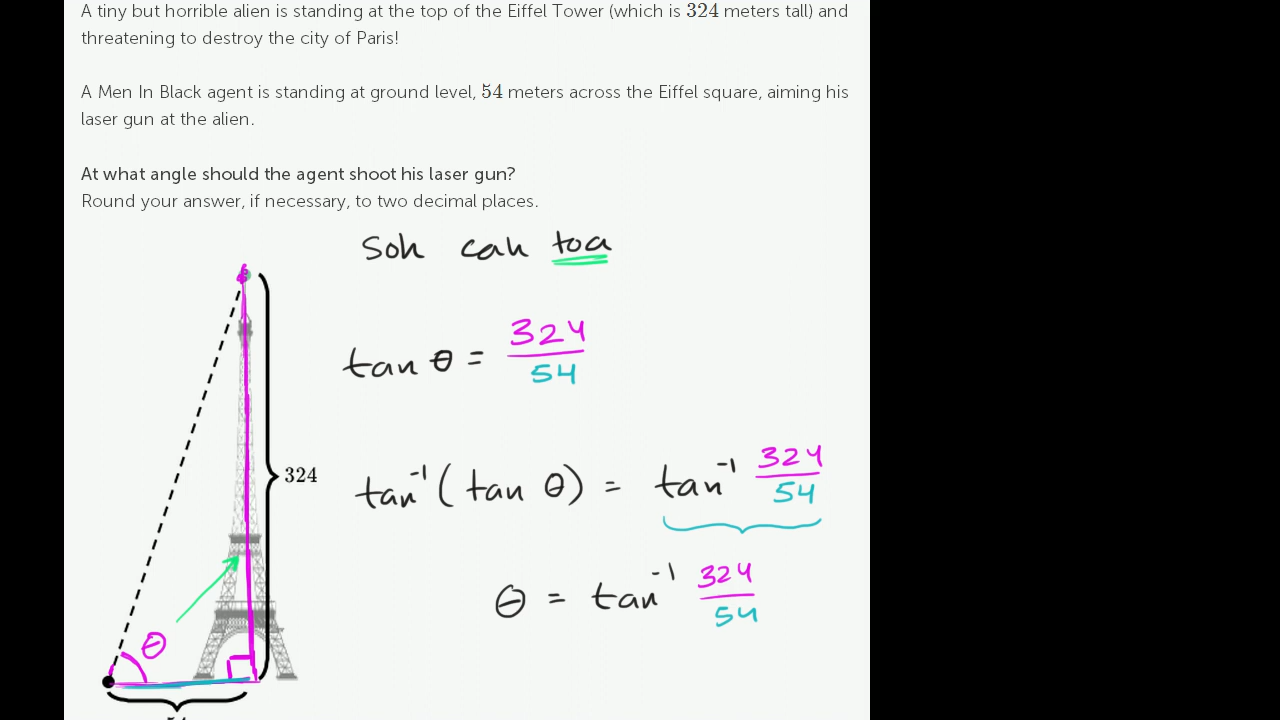 A tiny but horrible alien is standing at the top of the Eiffel Tower (which is 324 meters tall) and
threatening to destroy the city of Paris!
A Men In Black agent is standing at ground level, 54 meters across the Eiffel square, aiming his
laser gun at the alien.
At what angle should the agent shoot his laser gun?
Round your answer, if necessary, to two decimal places.
Soh cah toa
tan θ = 324/54
324
tan⁻¹(tan θ) = tan⁻¹ 324/54
θ = tan⁻¹ 324/54
θ